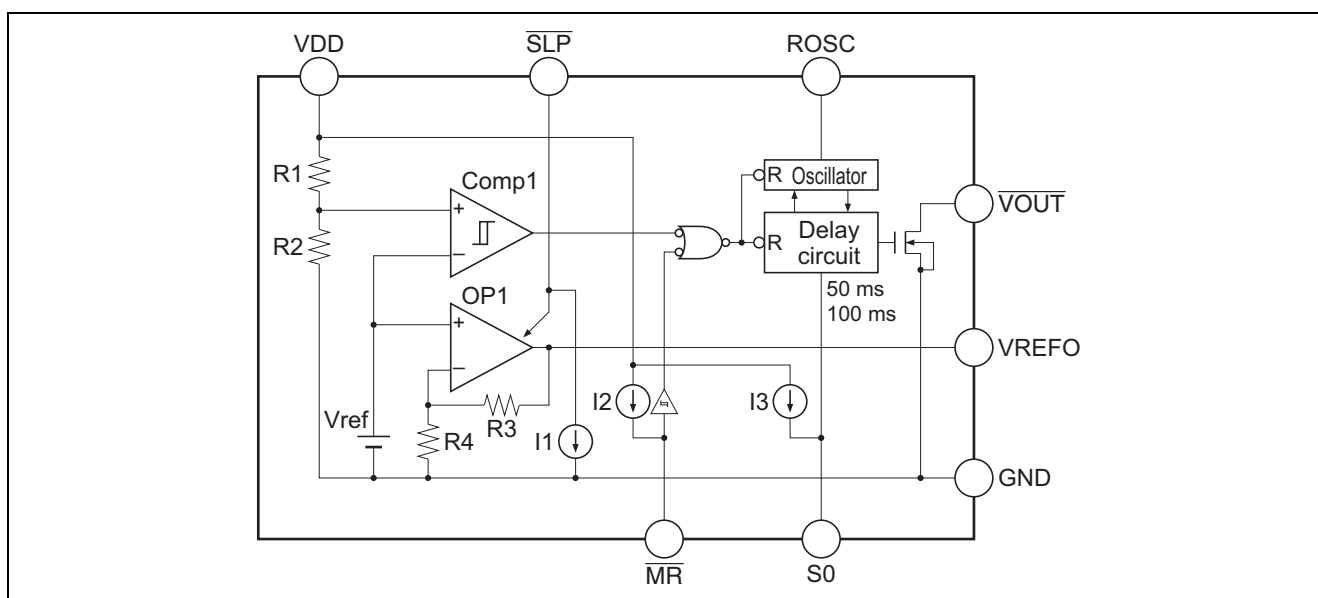 VDD
SLP
ROSC
R1
R2
Comp1
+
−
R Oscillator
R Delay circuit
50 ms
100 ms
VOUT
OP1
+
−
VREFO
Vref
R3
R4
I1
I2
I3
GND
MR
S0